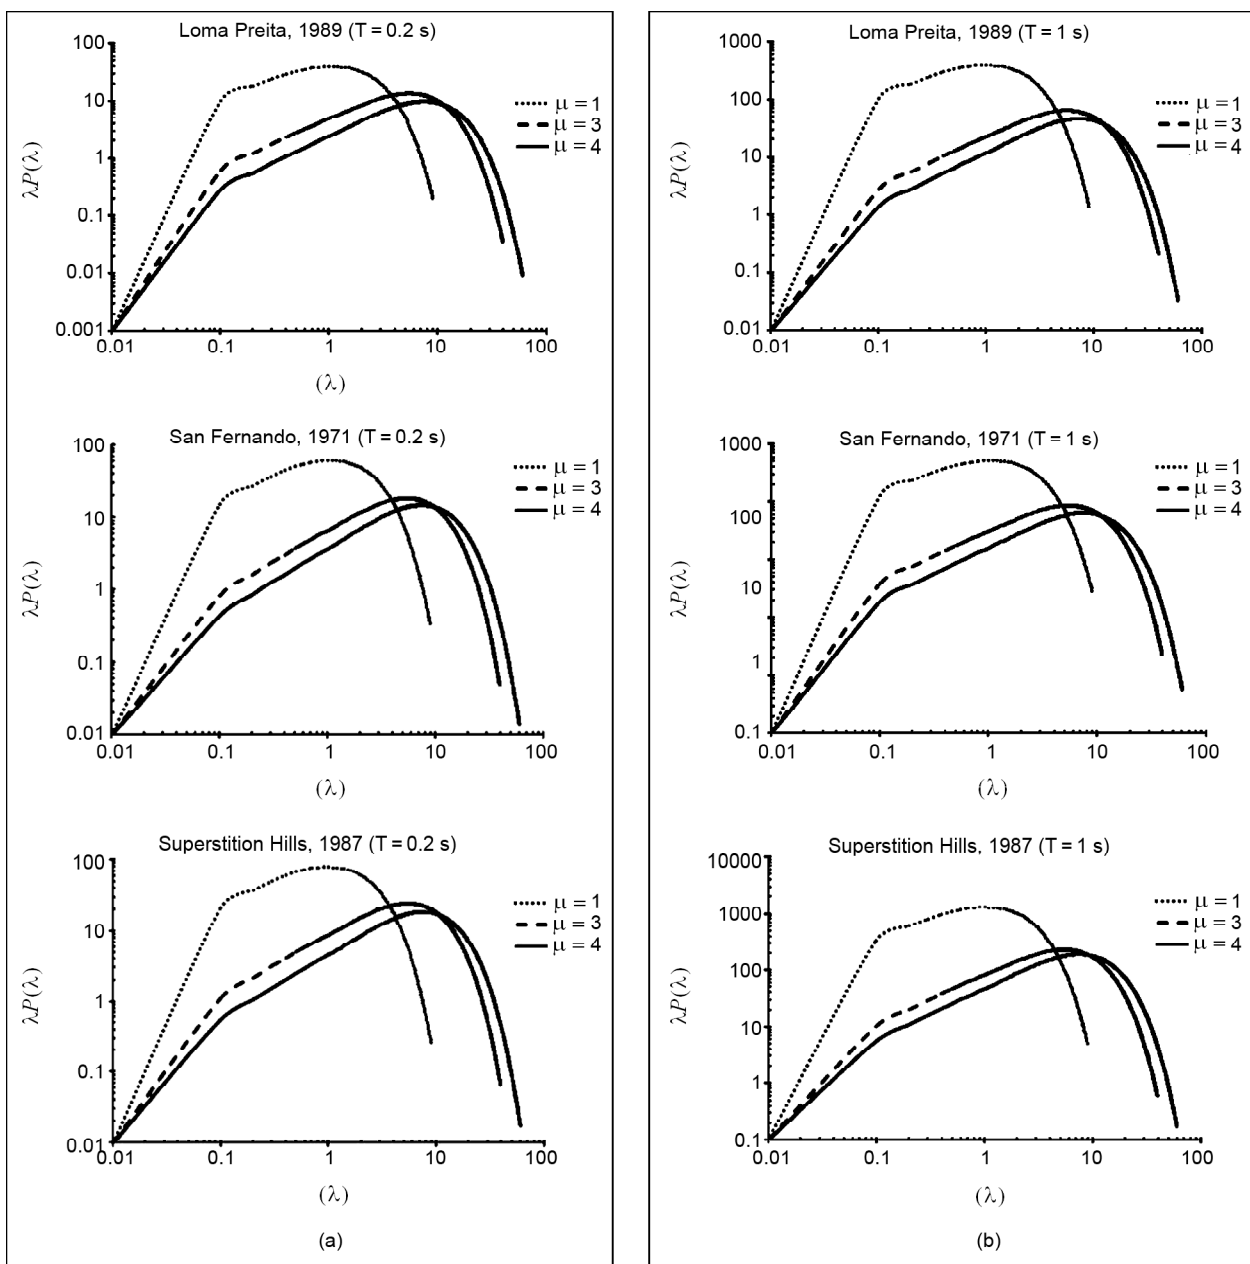 Loma Preita, 1989 (T = 0.2 s)
100
10
1
0.1
0.01
0.001
λP(λ)
μ = 1
μ = 3
μ = 4
0.01 0.1 1 10 100
(λ)
San Fernando, 1971 (T = 0.2 s)
100
10
1
0.1
0.01
λP(λ)
μ = 1
μ = 3
μ = 4
0.01 0.1 1 10 100
(λ)
Superstition Hills, 1987 (T = 0.2 s)
100
10
1
0.1
0.01
λP(λ)
μ = 1
μ = 3
μ = 4
0.01 0.1 1 10 100
(λ)
(a)
Loma Preita, 1989 (T = 1 s)
1000
100
10
1
0.1
0.01
λP(λ)
μ = 1
μ = 3
μ = 4
0.01 0.1 1 10 100
(λ)
San Fernando, 1971 (T = 1 s)
1000
100
10
1
0.1
λP(λ)
μ = 1
μ = 3
μ = 4
0.01 0.1 1 10 100
(λ)
Superstition Hills, 1987 (T = 1 s)
10000
1000
100
10
1
0.1
λP(λ)
μ = 1
μ = 3
μ = 4
0.01 0.1 1 10 100
(λ)
(b)